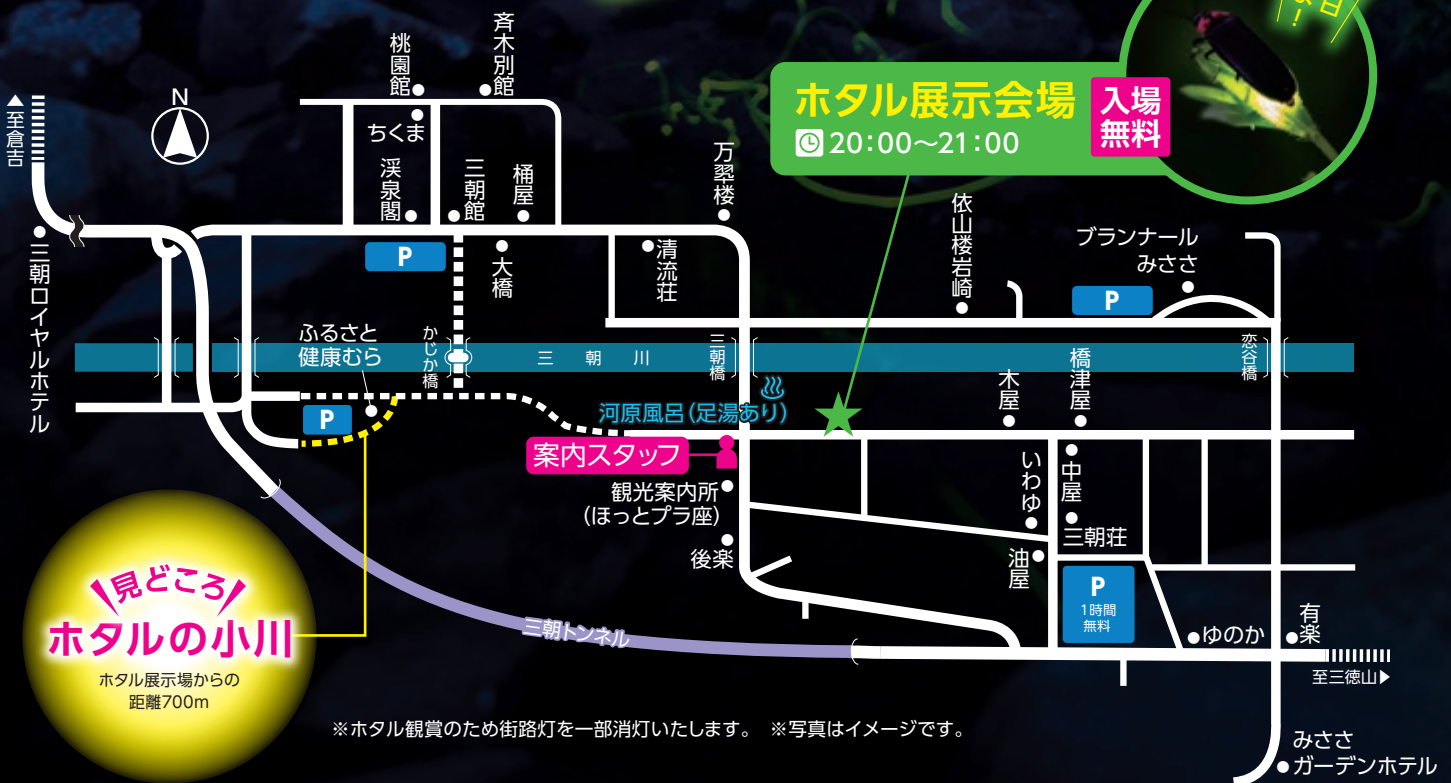 日
！
ホタル展示会場
20:00～21:00
入場
無料
N
▲至倉吉
桃園館
斉木別館
ちくま
渓泉閣
三朝館
桶屋
万翆楼
P
大橋
清流荘
依山楼岩崎
ブランナール
みささ
P
三朝ロイヤルホテル
ふるさと
健康むら
かじか橋
三朝川
三朝橋
恋谷橋
P
河原風呂（足湯あり）
木屋
橋津屋
案内スタッフ
観光案内所
（ほっとプラ座）
後楽
いわゆ
中屋
三朝荘
油屋
P
1時間
無料
ゆのか
有楽
至三徳山▶
三朝トンネル
見どころ
ホタルの小川
ホタル展示場からの
距離700m
※ホタル観賞のため街路灯を一部消灯いたします。 ※写真はイメージです。
みささ
ガーデンホテル